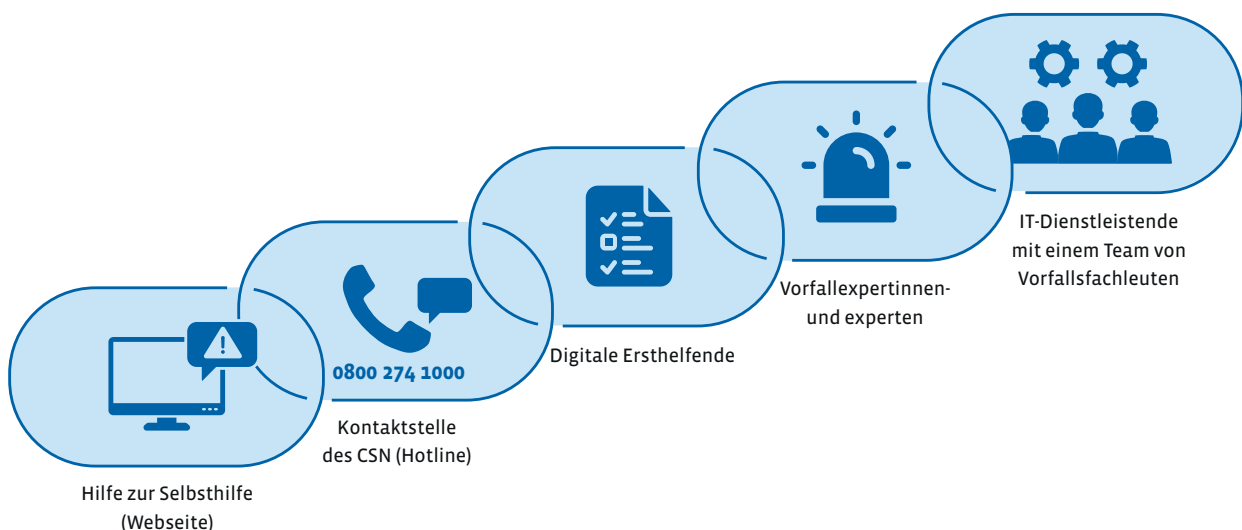 Hilfe zur Selbsthilfe
(Webseite)
0800 274 1000
Kontaktstelle
des CSN (Hotline)
Digitale Ersthelfende
Vorfallexpertinnen-
und experten
IT-Dienstleistende
mit einem Team von
Vorfallsfachleuten